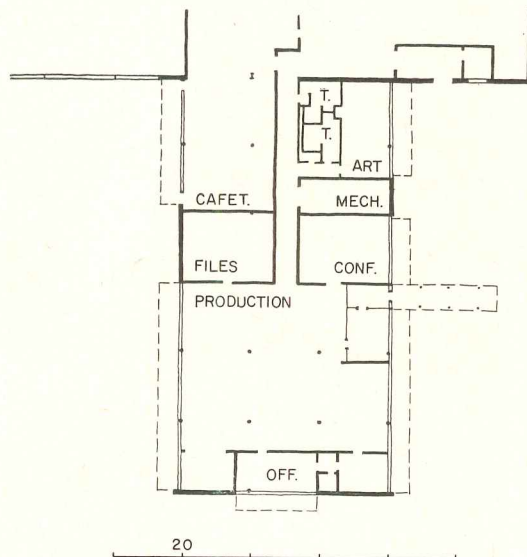 T.
T.
ART
CAFET.
MECH.
FILES
CONF.
PRODUCTION
OFF.
20